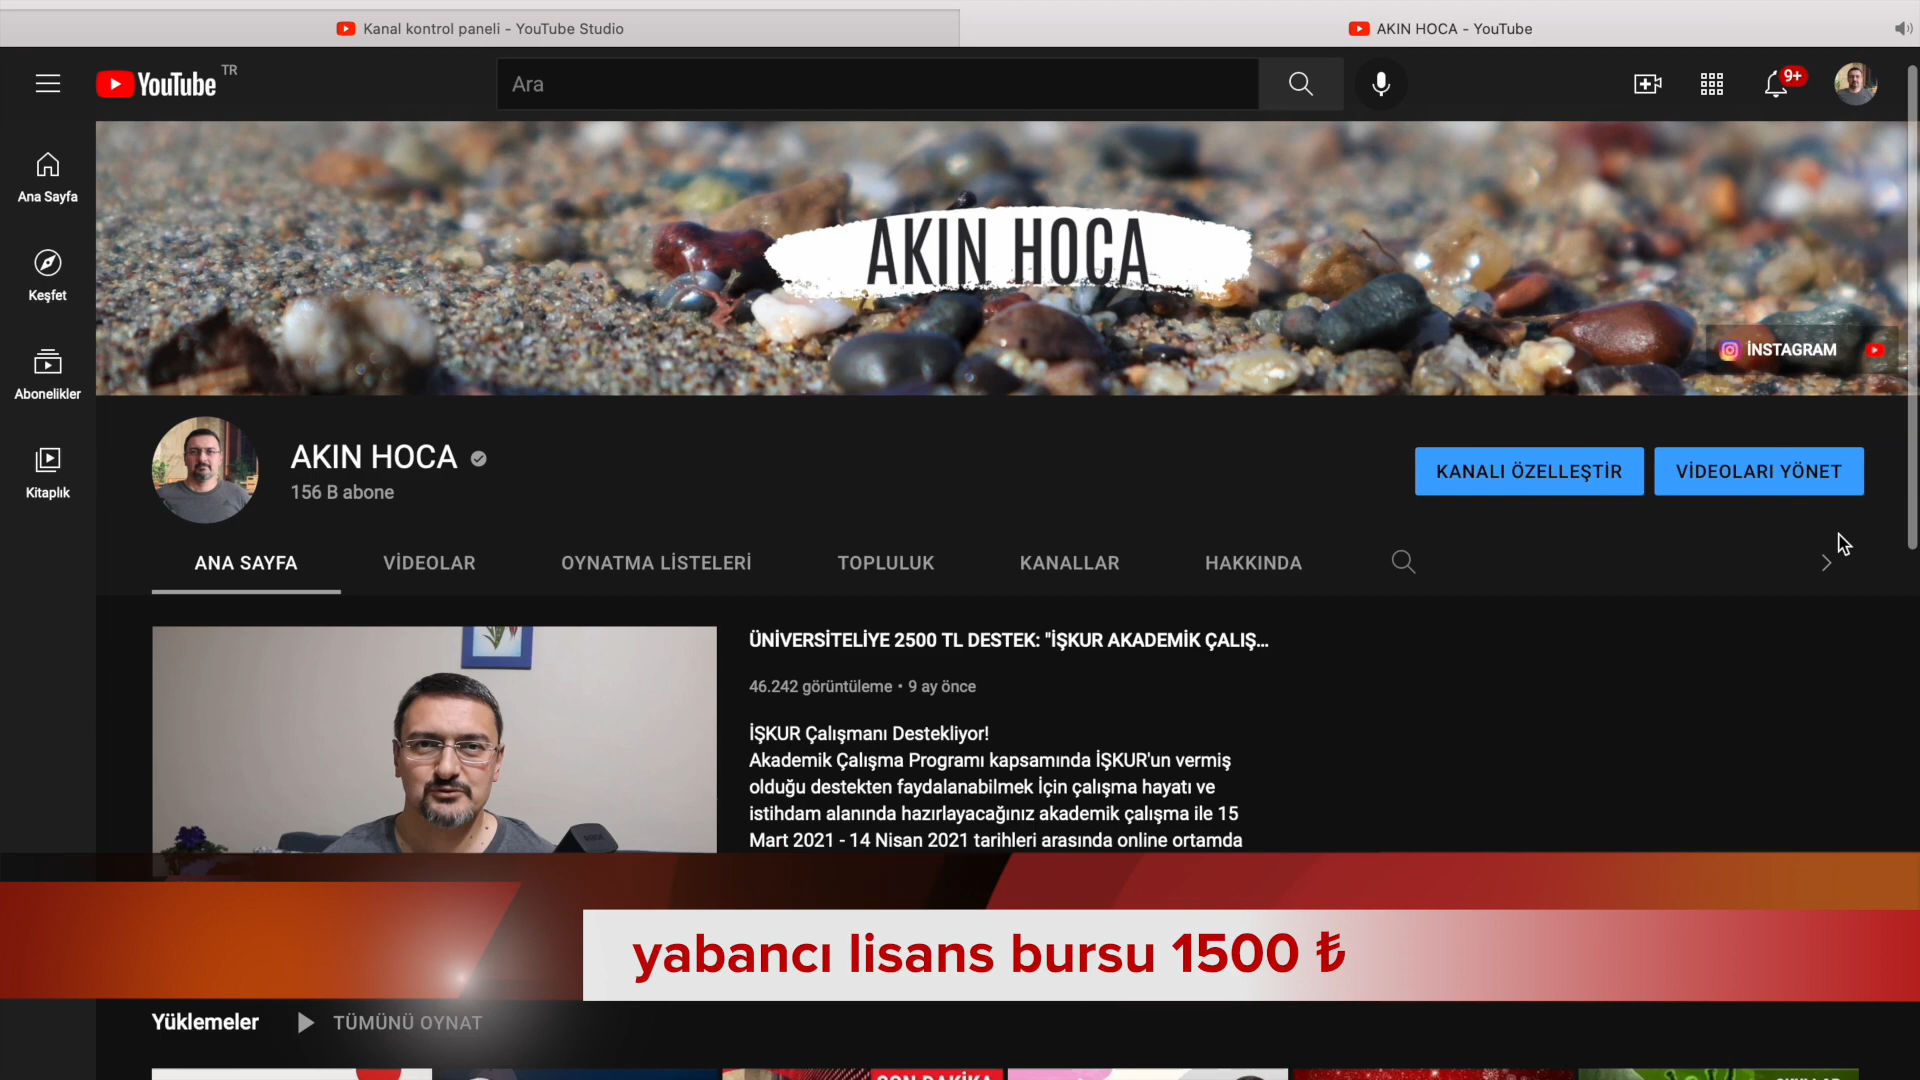 Kanal kontrol paneli - YouTube Studio
AKIN HOCA - YouTube
YouTube TR
Ara
9+
Ana Sayfa
Keşfet
Abonelikler
Kitaplık
AKIN HOCA
İNSTAGRAM
AKIN HOCA
156 B abone
KANALI ÖZELLEŞTİR
VİDEOLARI YÖNET
ANA SAYFA
VİDEOLAR
OYNATMA LİSTELERİ
TOPLULUK
KANALLAR
HAKKINDA
ÜNİVERSİTELİYE 2500 TL DESTEK: "İŞKUR AKADEMİK ÇALIŞ...
46.242 görüntüleme • 9 ay önce
İŞKUR Çalışmanı Destekliyor!
Akademik Çalışma Programı kapsamında İŞKUR'un vermiş
olduğu destekten faydalanabilmek İçin çalışma hayatı ve
istihdam alanında hazırlayacağınız akademik çalışma ile 15
Mart 2021 - 14 Nisan 2021 tarihleri arasında online ortamda
yabancı lisans bursu 1500 ₺
Yüklemeler
TÜMÜNÜ OYNAT
SON DAKİKA